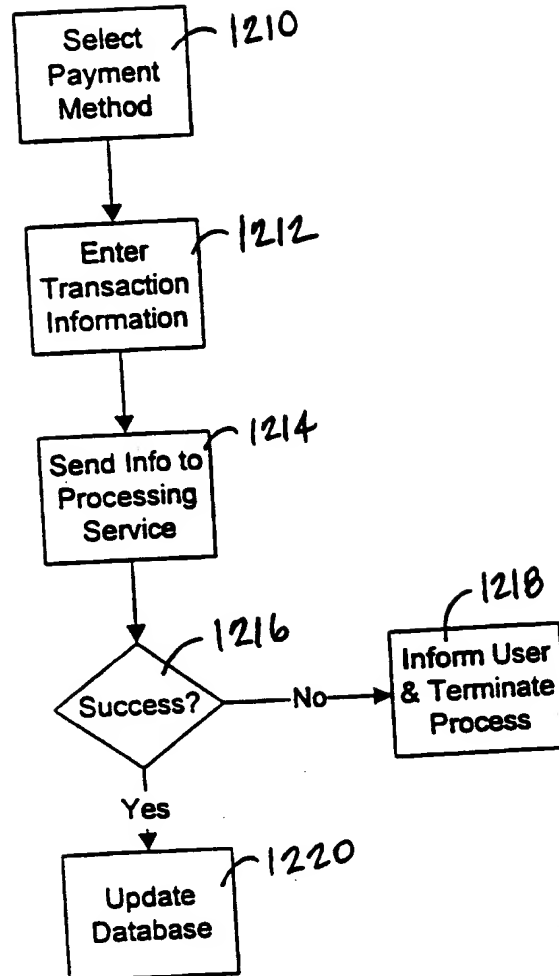 Select
Payment
Method
1210
Enter
Transaction
Information
1212
Send Info to
Processing
Service
1214
Success?
1216
No
Inform User
& Terminate
Process
1218
Yes
Update
Database
1220